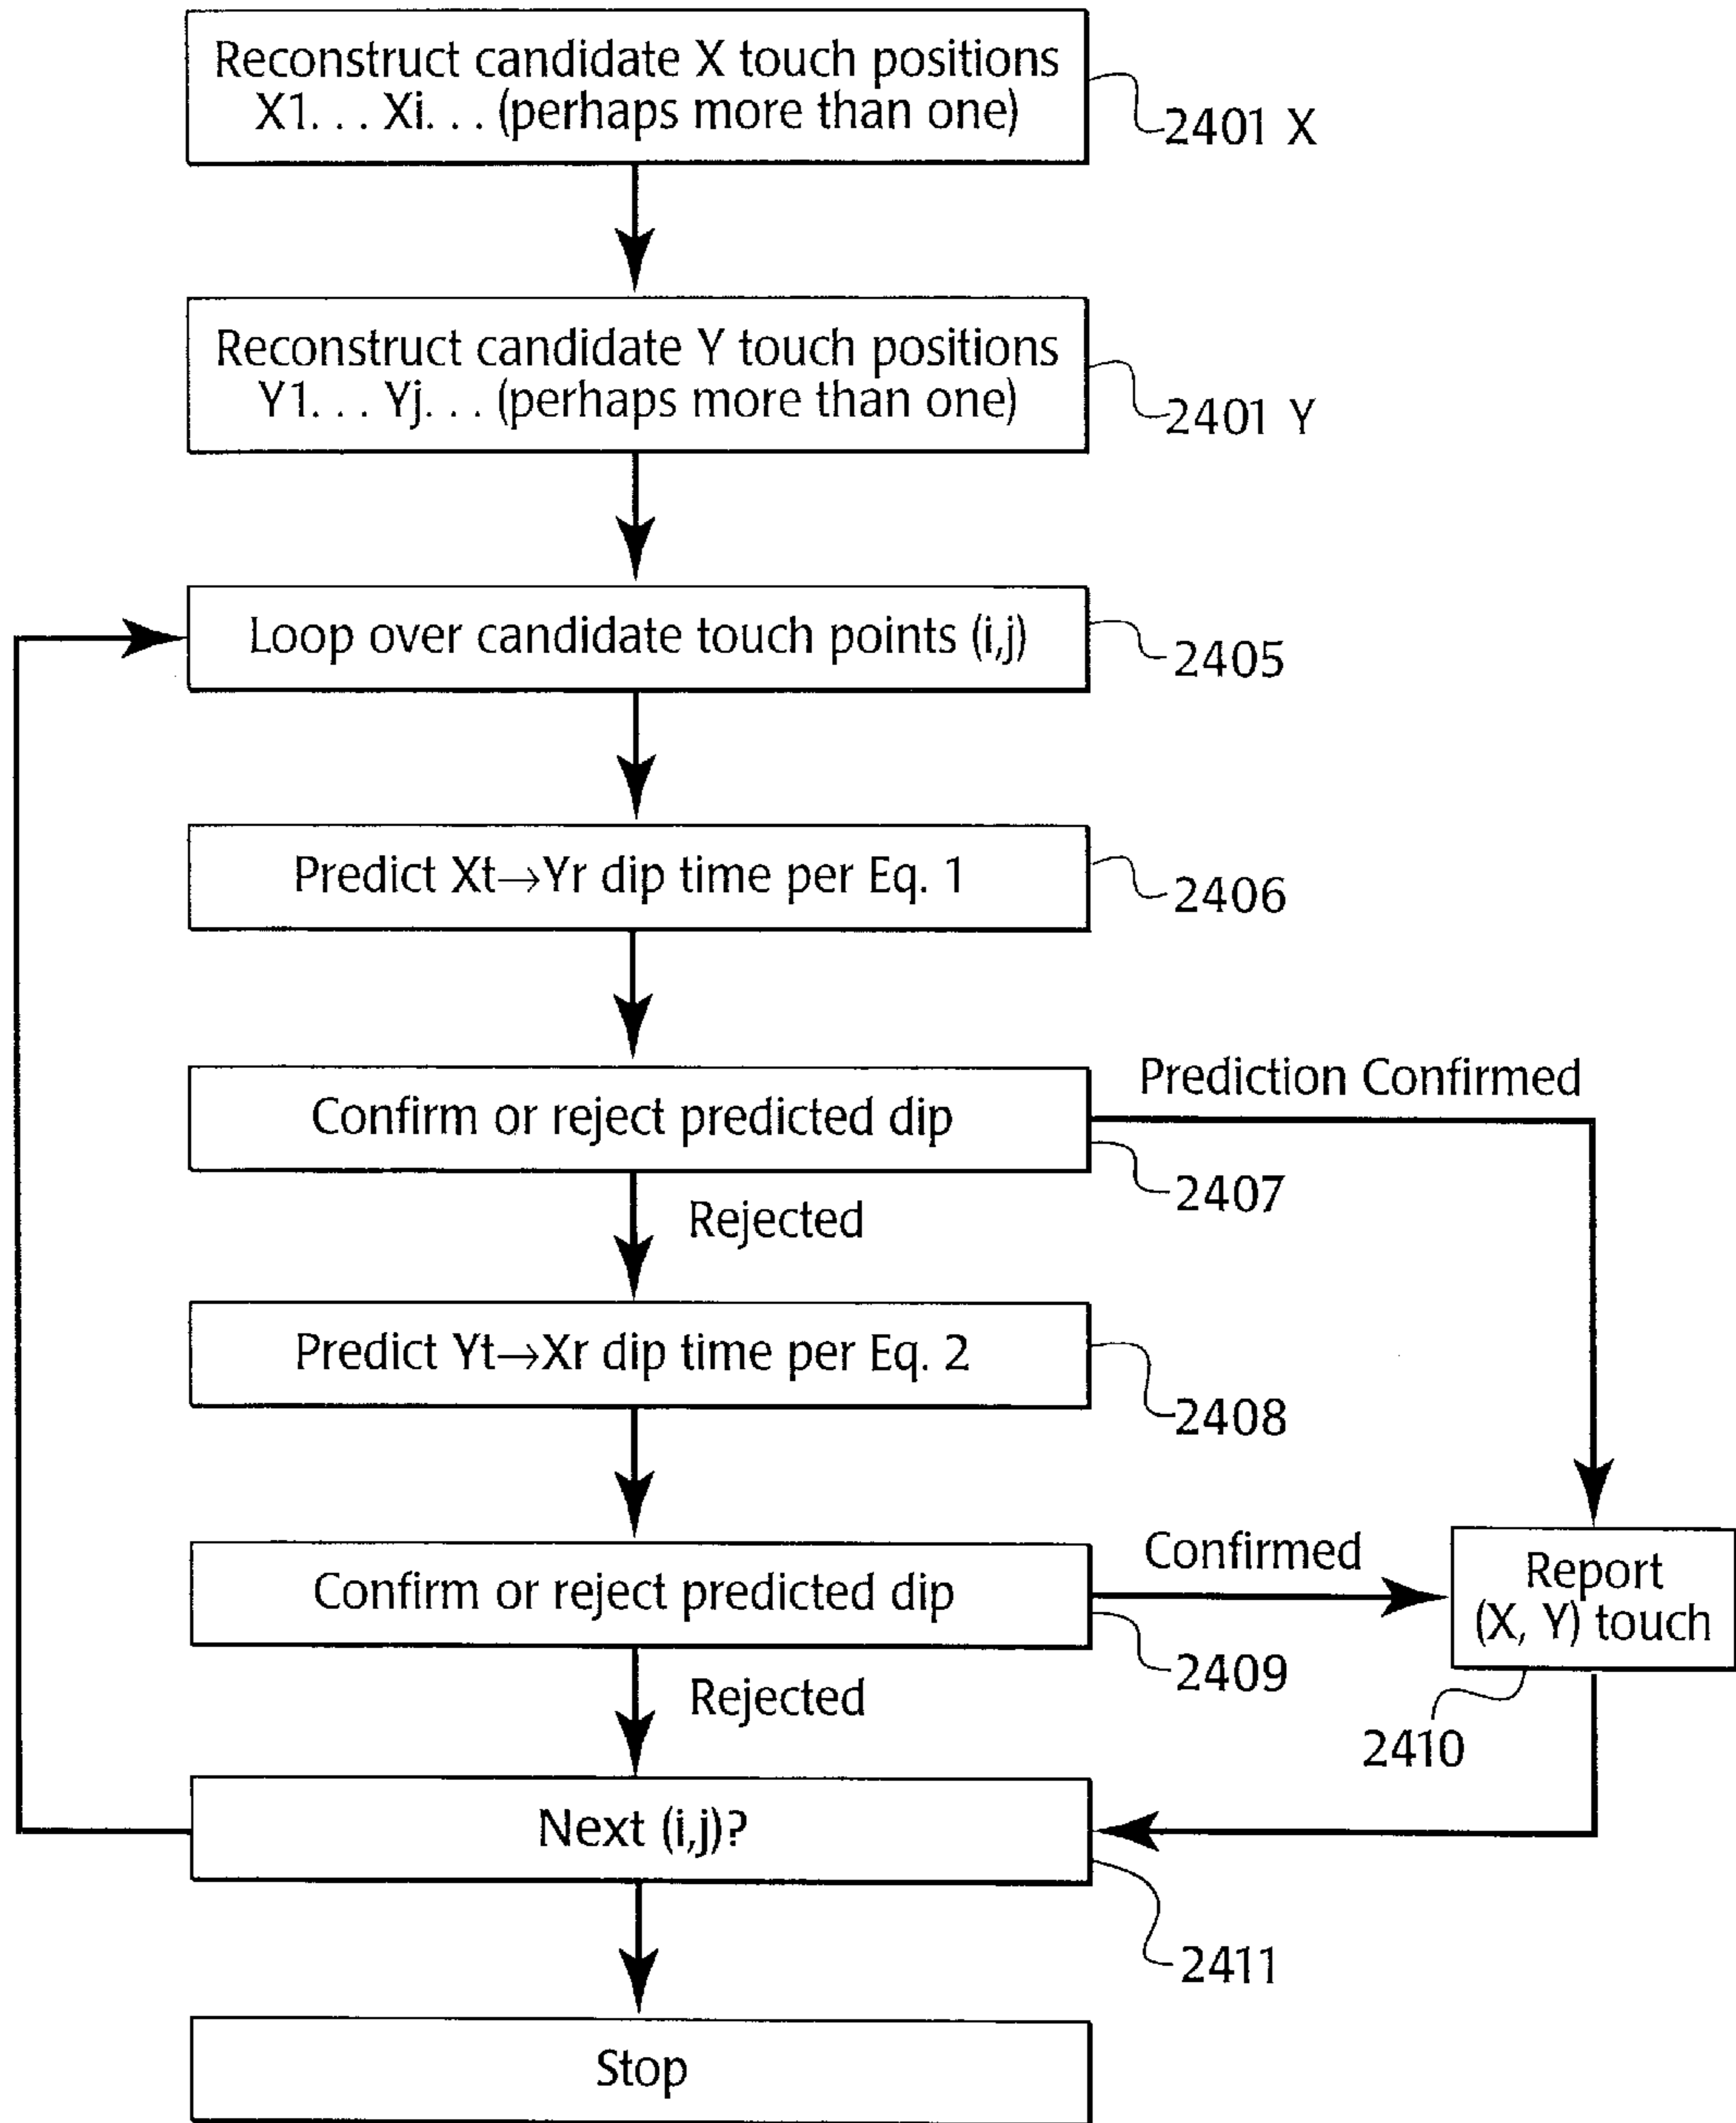 Reconstruct candidate X touch positions
X1. . . Xi. . . (perhaps more than one)
2401 X
Reconstruct candidate Y touch positions
Y1. . . Yj. . . (perhaps more than one)
2401 Y
Loop over candidate touch points (i,j)
2405
Predict Xt→Yr dip time per Eq. 1
2406
Prediction Confirmed
Confirm or reject predicted dip
2407
Rejected
Predict Yt→Xr dip time per Eq. 2
2408
Confirmed
Confirm or reject predicted dip
Report
(X, Y) touch
2409
Rejected
2410
Next (i,j)?
2411
Stop